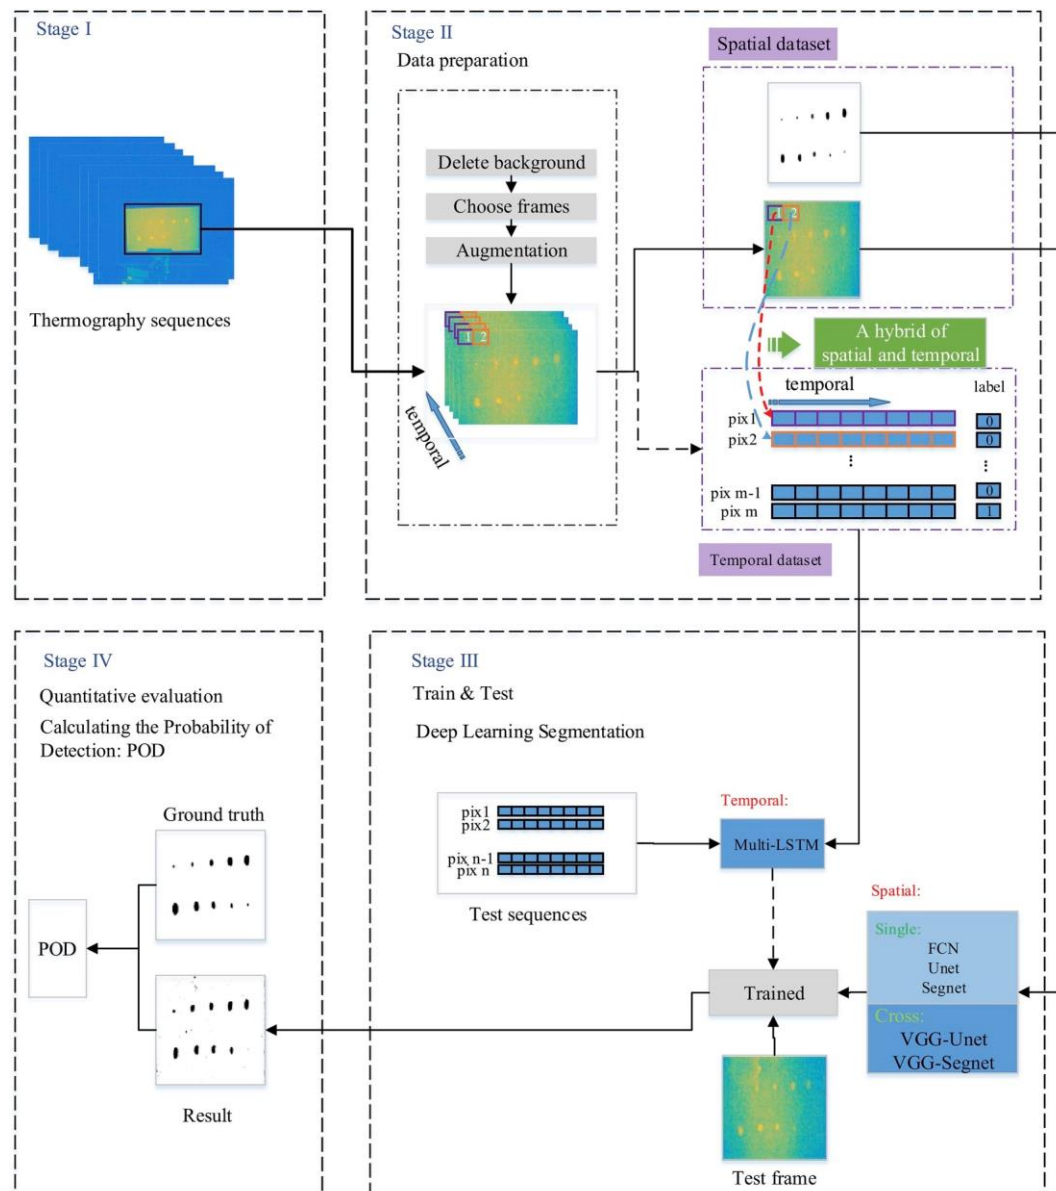 Stage I
Thermography sequences
Stage II
Data preparation
Delete background
Choose frames
Augmentation
1 2
temporal
Spatial dataset
1 2
A hybrid of
spatial and temporal
temporal
label
pix1
0
pix2
0
...
...
pix m-1
0
pix m
1
Temporal dataset
Stage IV
Quantitative evaluation
Calculating the Probability of
Detection: POD
Ground truth
POD
Result
Stage III
Train & Test
Deep Learning Segmentation
pix1
pix2
pix n-1
pix n
Test sequences
Temporal:
Multi-LSTM
Spatial:
Single:
FCN
Unet
Segnet
Cross:
VGG-Unet
VGG-Segnet
Trained
Test frame